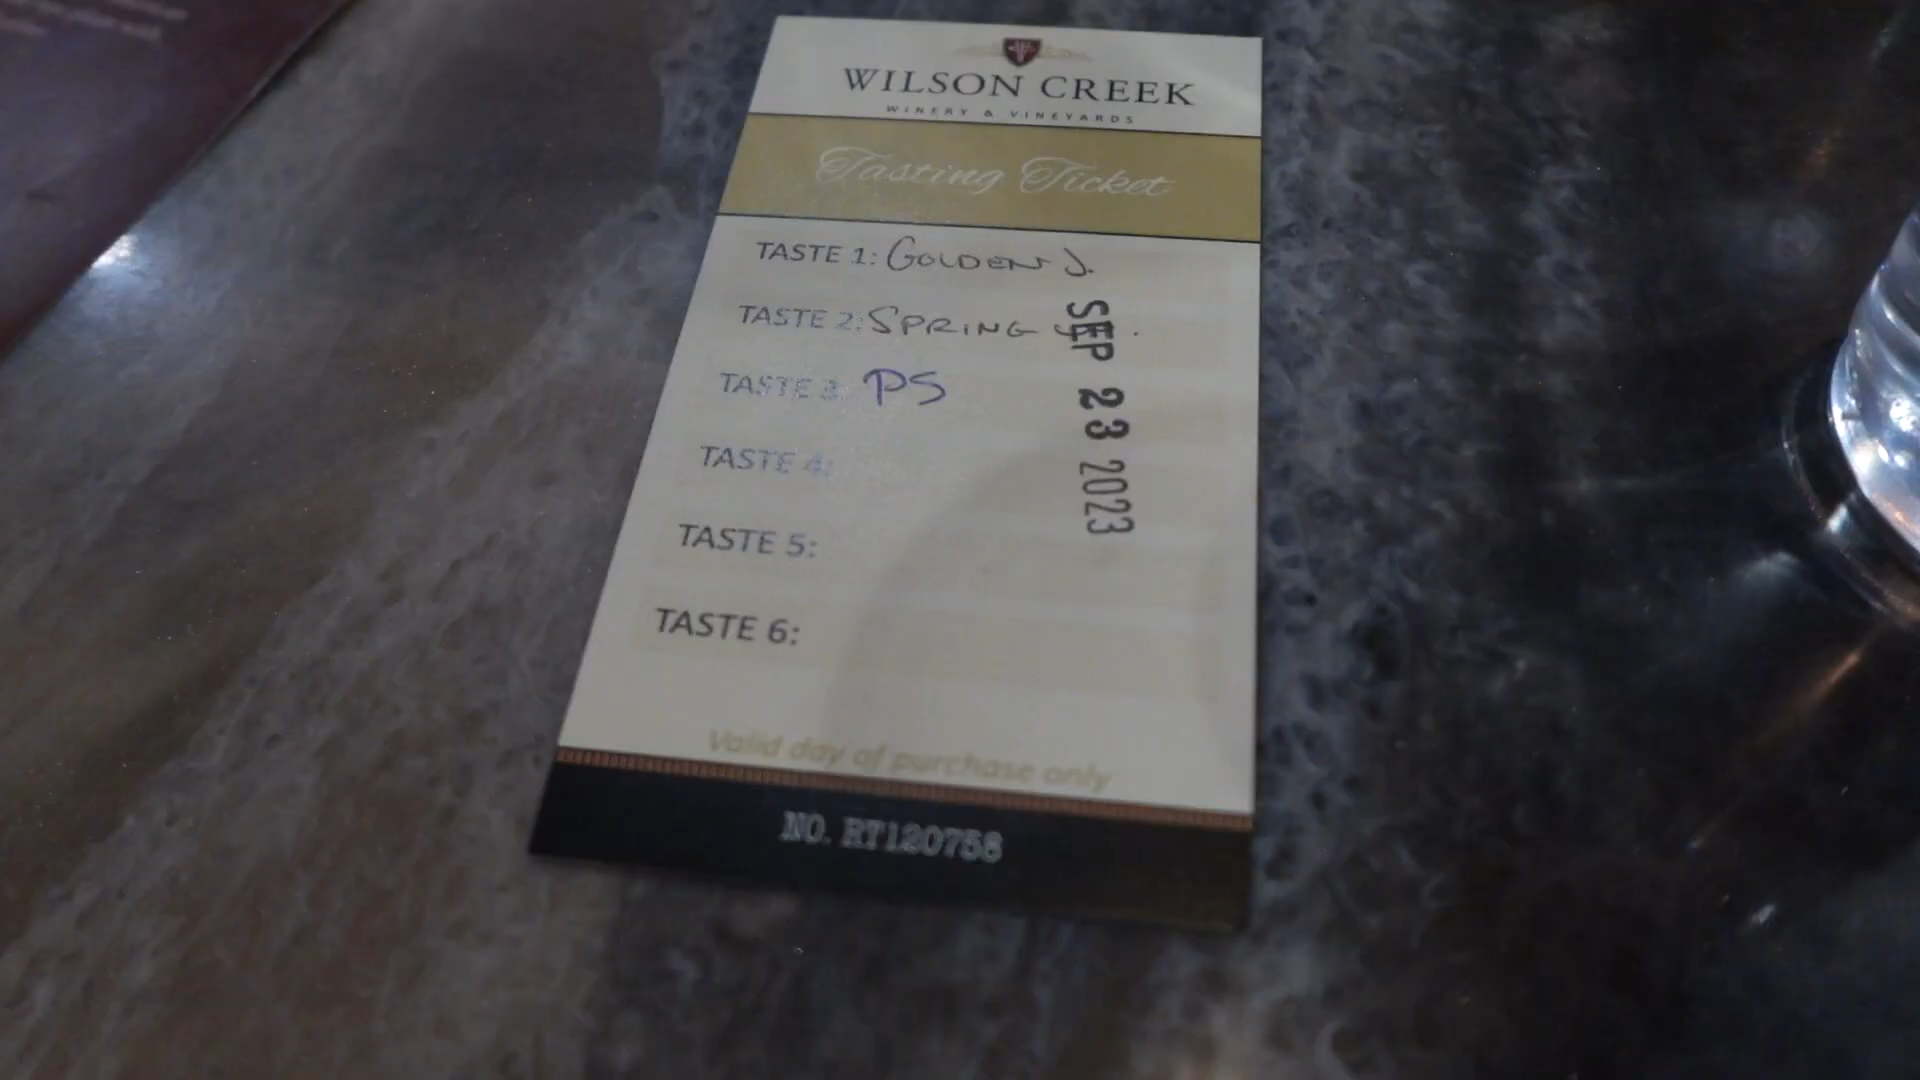 WILSON CREEK
WINERY & VINEYARDS
Tasting Ticket
TASTE 1: GOLDEN J.
TASTE 2: SPRING
TASTE 3: PS
TASTE 4:
TASTE 5:
TASTE 6:
SEP 23 2023
Valid day of purchase only
NO. RT120758